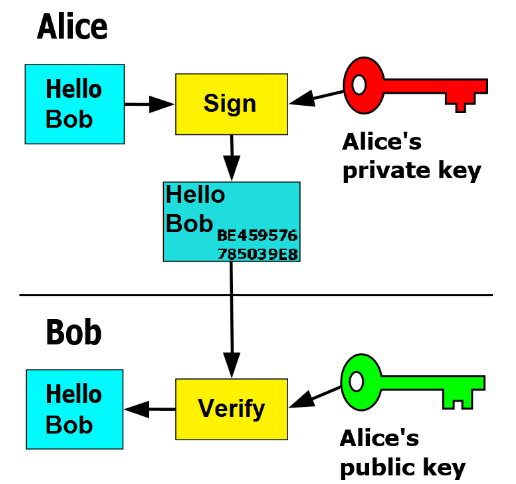 Alice
Hello
Bob
Sign
Alice's
private key
Hello
Bob
BE459576
785039E8
Bob
Hello
Bob
Verify
Alice's
public key